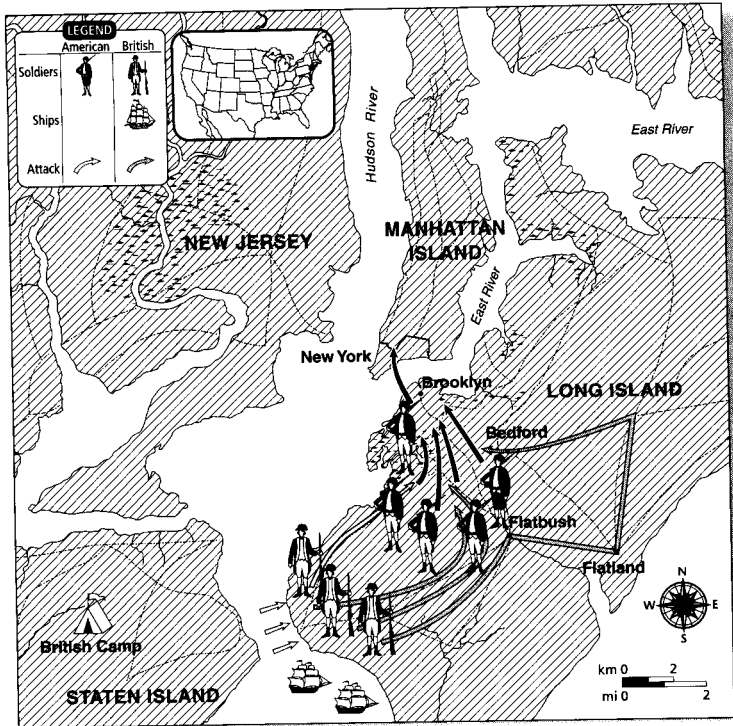 LEGEND
American British
Soldiers
Ships
Attack
Hudson River
East River
NEW JERSEY
MANHATTAN
ISLAND
East River
New York
Brooklyn
LONG ISLAND
Bedford
Flatbush
Flatland
British Camp
STATEN ISLAND
N
W E
S
km 0 2
mi 0 2